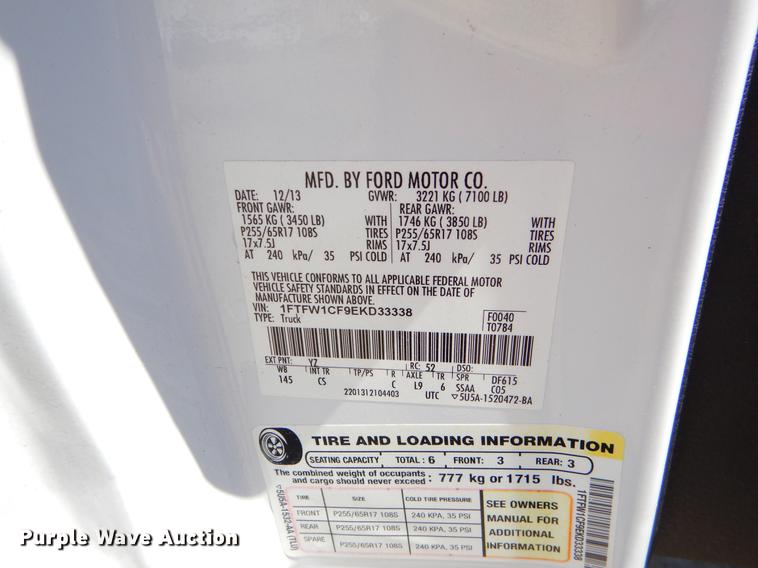 MFD. BY FORD MOTOR CO.
DATE: 12/13 GVWR: 3221 KG ( 7100 LB)
FRONT GAWR: REAR GAWR:
1565 KG ( 3450 LB) WITH 1746 KG ( 3850 LB) WITH
P255/65R17 108S TIRES P255/65R17 108S TIRES
17x7.5J RIMS 17x7.5J RIMS
AT 240 kPa/ 35 PSI COLD AT 240 kPa/ 35 PSI COLD
THIS VEHICLE CONFORMS TO ALL APPLICABLE FEDERAL MOTOR
VEHICLE SAFETY STANDARDS IN EFFECT ON THE DATE OF
MANUFACTURE SHOWN ABOVE.
VIN: 1FTFW1CF9EKD33338 F0040
TYPE: Truck T0784
EXT PNT: YZ RC: 52 DSO:
WB INT TR TP/PS R AXLE TR SPR DF615
145 CS C L9 6 SSAA C05
2201312104403 UTC ▽5U5A-1520472-BA
TIRE AND LOADING INFORMATION
SEATING CAPACITY TOTAL: 6 FRONT: 3 REAR: 3
The combined weight of occupants
and cargo should never exceed: 777 kg or 1715 lbs.
TIRE SIZE COLD TIRE PRESSURE
FRONT P255/65R17 108S 240 KPA, 35 PSI
REAR P255/65R17 108S 240 KPA, 35 PSI
SPARE P255/65R17 108S 240 KPA, 35 PSI
SEE OWNERS
MANUAL FOR
ADDITIONAL
INFORMATION
▽5U5A-1532-AA (TLU)
1FTFW1CF9EKD33338
Purple Wave Auction